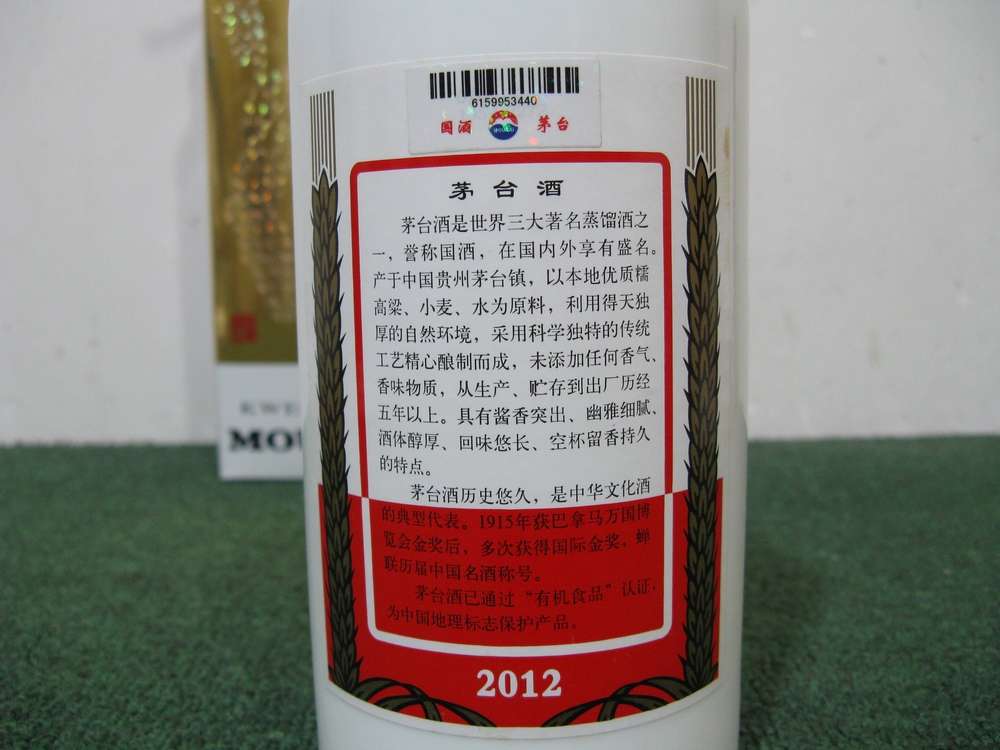 6159953440
国酒 茅台
茅台酒
茅台酒是世界三大著名蒸馏酒之
一，誉称国酒，在国内外享有盛名。
产于中国贵州茅台镇，以本地优质糯
高粱、小麦、水为原料，利用得天独
厚的自然环境，采用科学独特的传统
工艺精心酿制而成，未添加任何香气、
香味物质，从生产、贮存到出厂历经
五年以上。具有酱香突出、幽雅细腻、
酒体醇厚、回味悠长、空杯留香持久
的特点。
茅台酒历史悠久，是中华文化酒
的典型代表。1915年获巴拿马万国博
览会金奖后，多次获得国际金奖，蝉
联历届中国名酒称号。
茅台酒已通过“有机食品”认证，
为中国地理标志保护产品。
2012
KWE
MOU